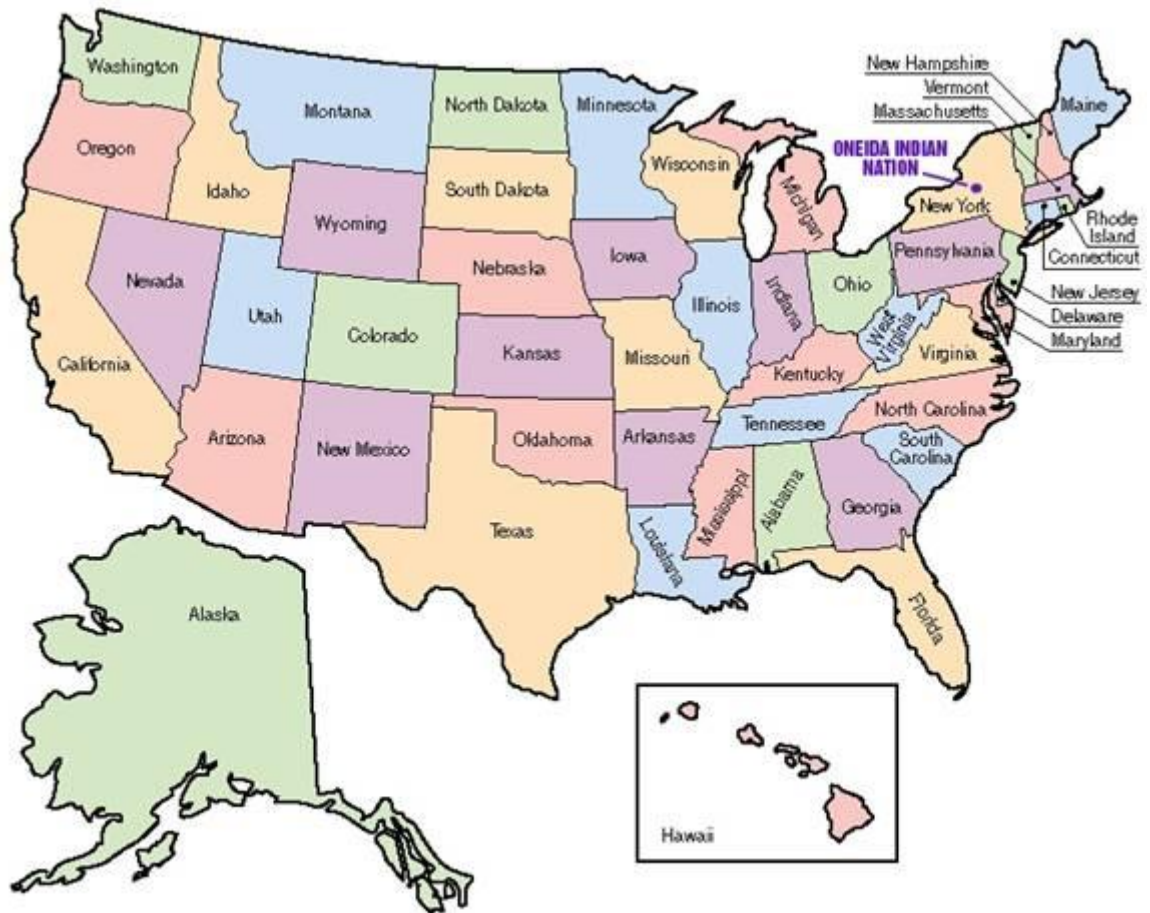 Washington
Montana
North Dakota
Minnesota
New Hampshire
Vermont
Massachusetts
Maine
Oregon
Idaho
Wyoming
South Dakota
Wisconsin
Michigan
ONEIDA INDIAN
NATION
New York
Rhode
Island
Connecticut
New Jersey
Delaware
Maryland
Nevada
Utah
Colorado
Nebraska
Iowa
Illinois
Indiana
Ohio
Pennsylvania
West
Virginia
Virginia
California
Kansas
Missouri
Kentucky
Arizona
New Mexico
Oklahoma
Arkansas
Tennessee
North Carolina
South
Carolina
Texas
Louisiana
Mississippi
Alabama
Georgia
Florida
Alaska
Hawaii